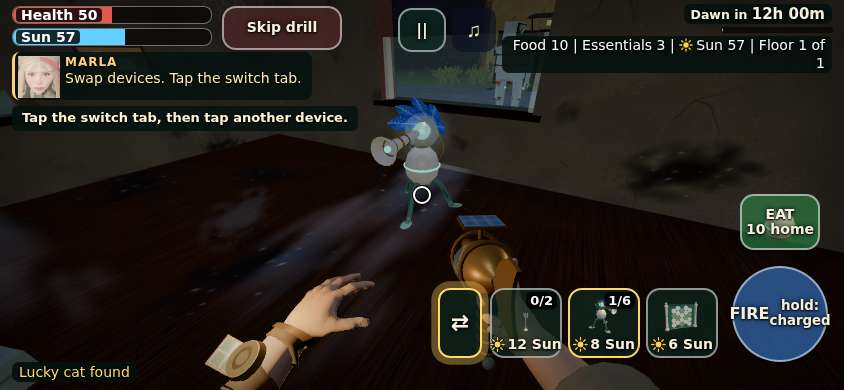 Health 50
Sun 57
Skip drill
Dawn in 12h 00m
Food 10 | Essentials 3 | ☀Sun 57 | Floor 1 of
1
MARLA
Swap devices. Tap the switch tab.
Tap the switch tab, then tap another device.
EAT
10 home
0/2
12 Sun
1/6
8 Sun
6 Sun
FIRE
hold:
charged
Lucky cat found